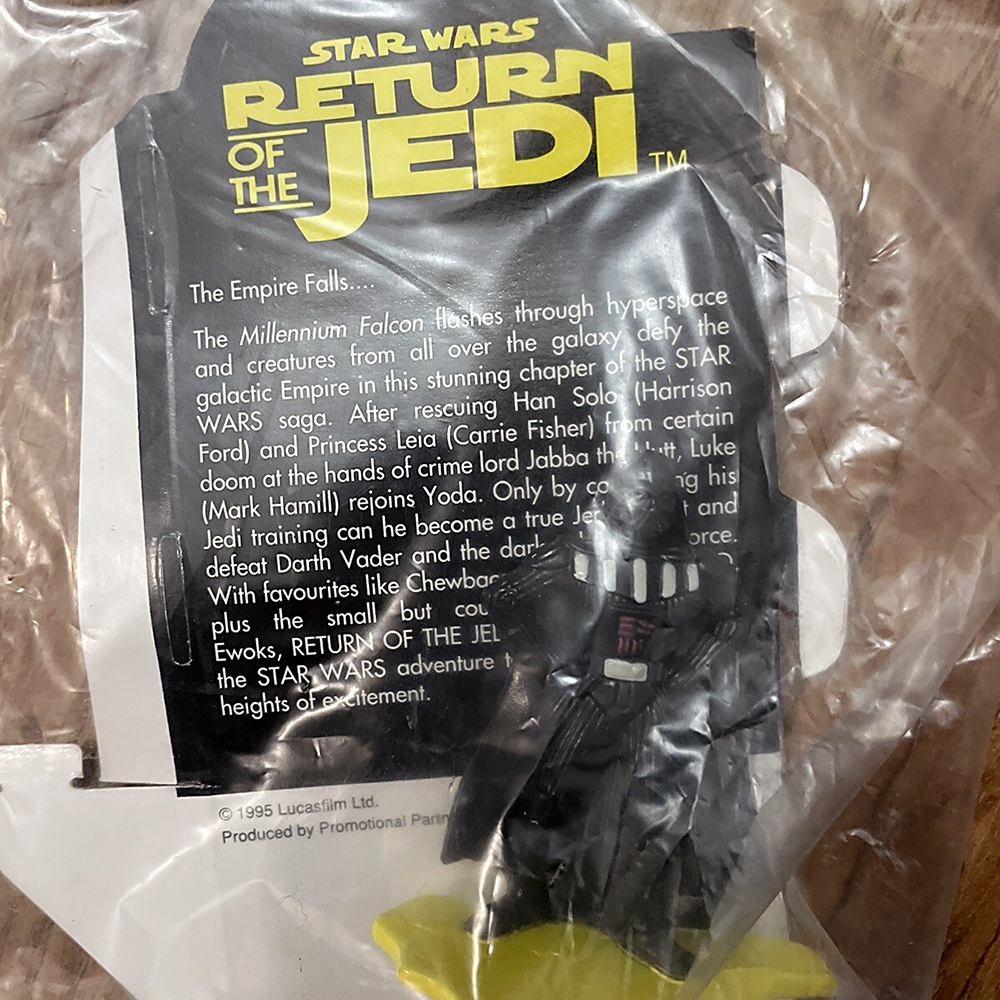 STAR WARS
RETURN
OF
THE
JEDI TM
The Empire Falls....
The Millennium Falcon flashes through hyperspace
and creatures from all over the galaxy defy the
galactic Empire in this stunning chapter of the STAR
WARS saga. After rescuing Han Solo (Harrison
Ford) and Princess Leia (Carrie Fisher) from certain
doom at the hands of crime lord Jabba the Luke
(Mark Hamill) rejoins Yoda. Only by his
Jedi training can he become a true and
defeat Darth Vader and the
With favourites like
plus the small but
Ewoks, RETURN OF THE
the STAR WARS adventure
heights of excitement.
© 1995 Lucasfilm Ltd.
Produced by Promotional